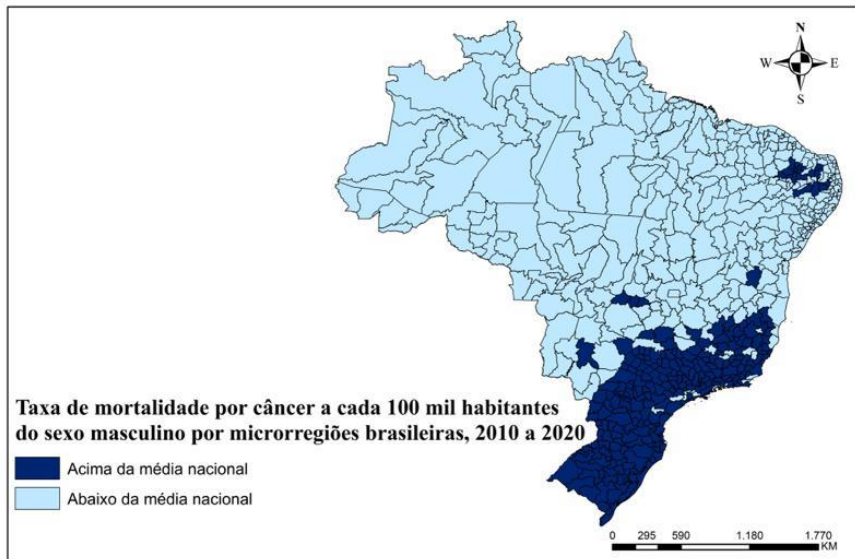 N
W E
S
Taxa de mortalidade por câncer a cada 100 mil habitantes
do sexo masculino por microrregiões brasileiras, 2010 a 2020
Acima da média nacional
Abaixo da média nacional
0 295 590 1.180 1.770
KM